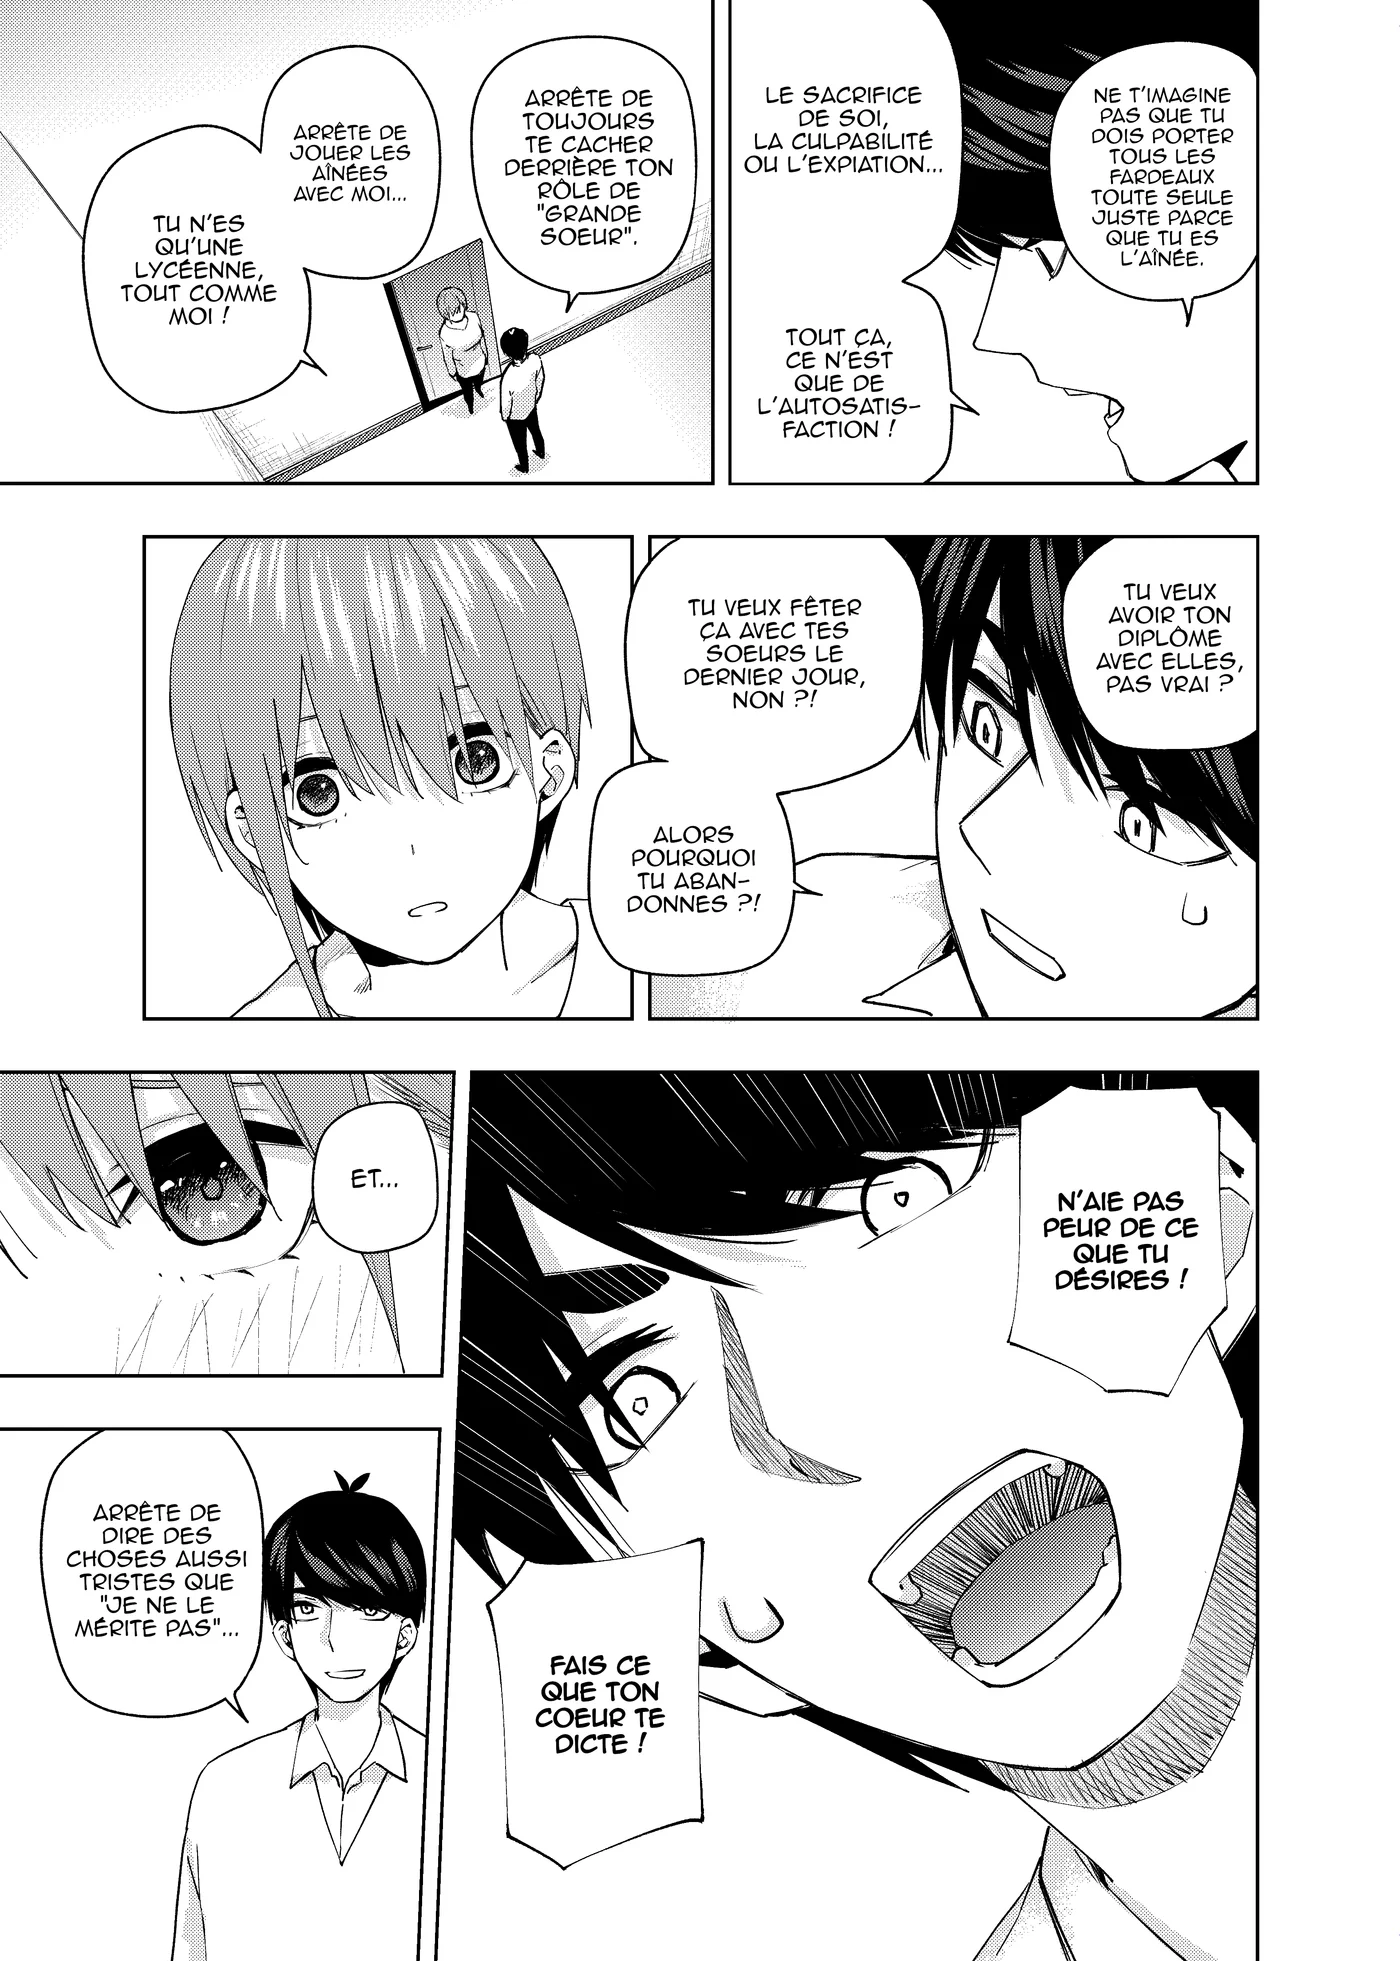 NE T'IMAGINE
PAS QUE TU
DOIS PORTER
TOUS LES
FARDEAUX
TOUTE SEULE
JUSTE PARCE
QUE TU ES
L'AÎNÉE.
LE SACRIFICE
DE SOI,
LA CULPABILITÉ
OU L'EXPIATION...
TOUT ÇA,
CE N'EST
QUE DE
L'AUTOSATIS-
FACTION !
ARRÊTE DE
TOUJOURS
TE CACHER
DERRIÈRE TON
RÔLE DE
"GRANDE
SOEUR".
ARRÊTE DE
JOUER LES
AÎNÉES
AVEC MOI...
TU N'ES
QU'UNE
LYCÉENNE,
TOUT COMME
MOI !
TU VEUX
AVOIR TON
DIPLÔME
AVEC ELLES,
PAS VRAI ?
TU VEUX FÊTER
ÇA AVEC TES
SOEURS LE
DERNIER JOUR,
NON ?!
ALORS
POURQUOI
TU ABAN-
DONNES ?!
N'AIE PAS
PEUR DE CE
QUE TU
DÉSIRES !
FAIS CE
QUE TON
COEUR TE
DICTE !
ET...
ARRÊTE DE
DIRE DES
CHOSES AUSSI
TRISTES QUE
"JE NE LE
MÉRITE PAS"...